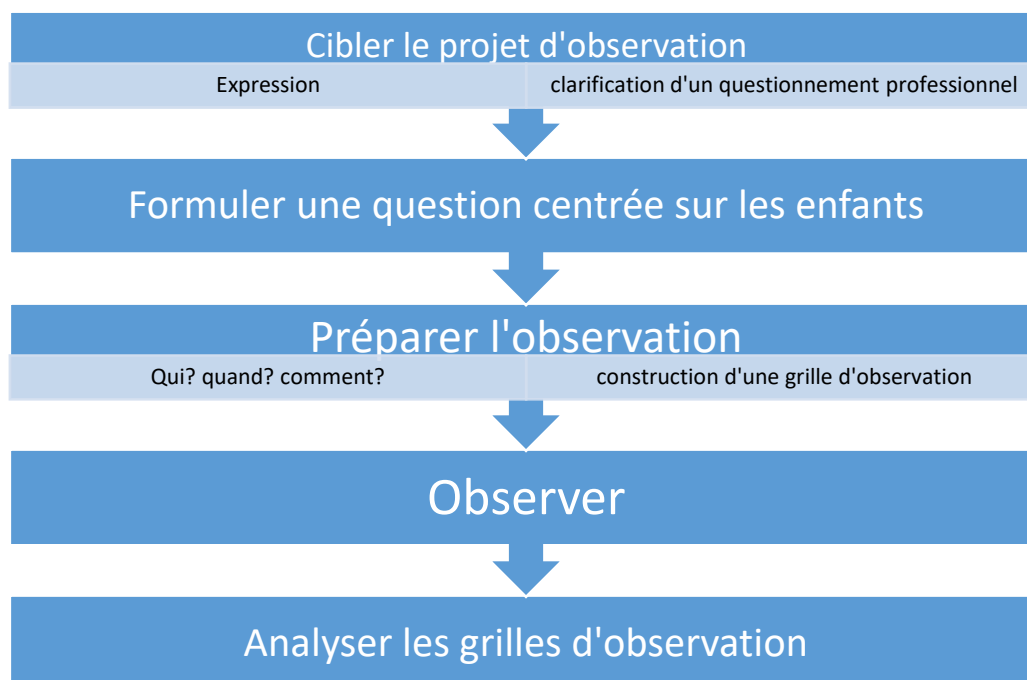 Cibler le projet d'observation
Expression
clarification d'un questionnement professionnel
Formuler une question centrée sur les enfants
Préparer l'observation
Qui? quand? comment?
construction d'une grille d'observation
Observer
Analyser les grilles d'observation